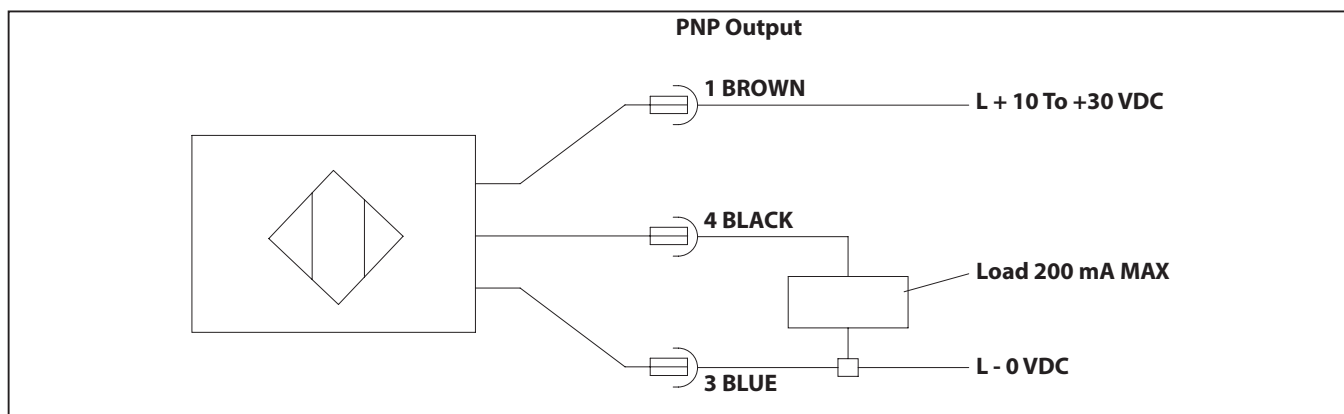 PNP Output
1 BROWN
L + 10 To +30 VDC
4 BLACK
Load 200 mA MAX
L - 0 VDC
3 BLUE